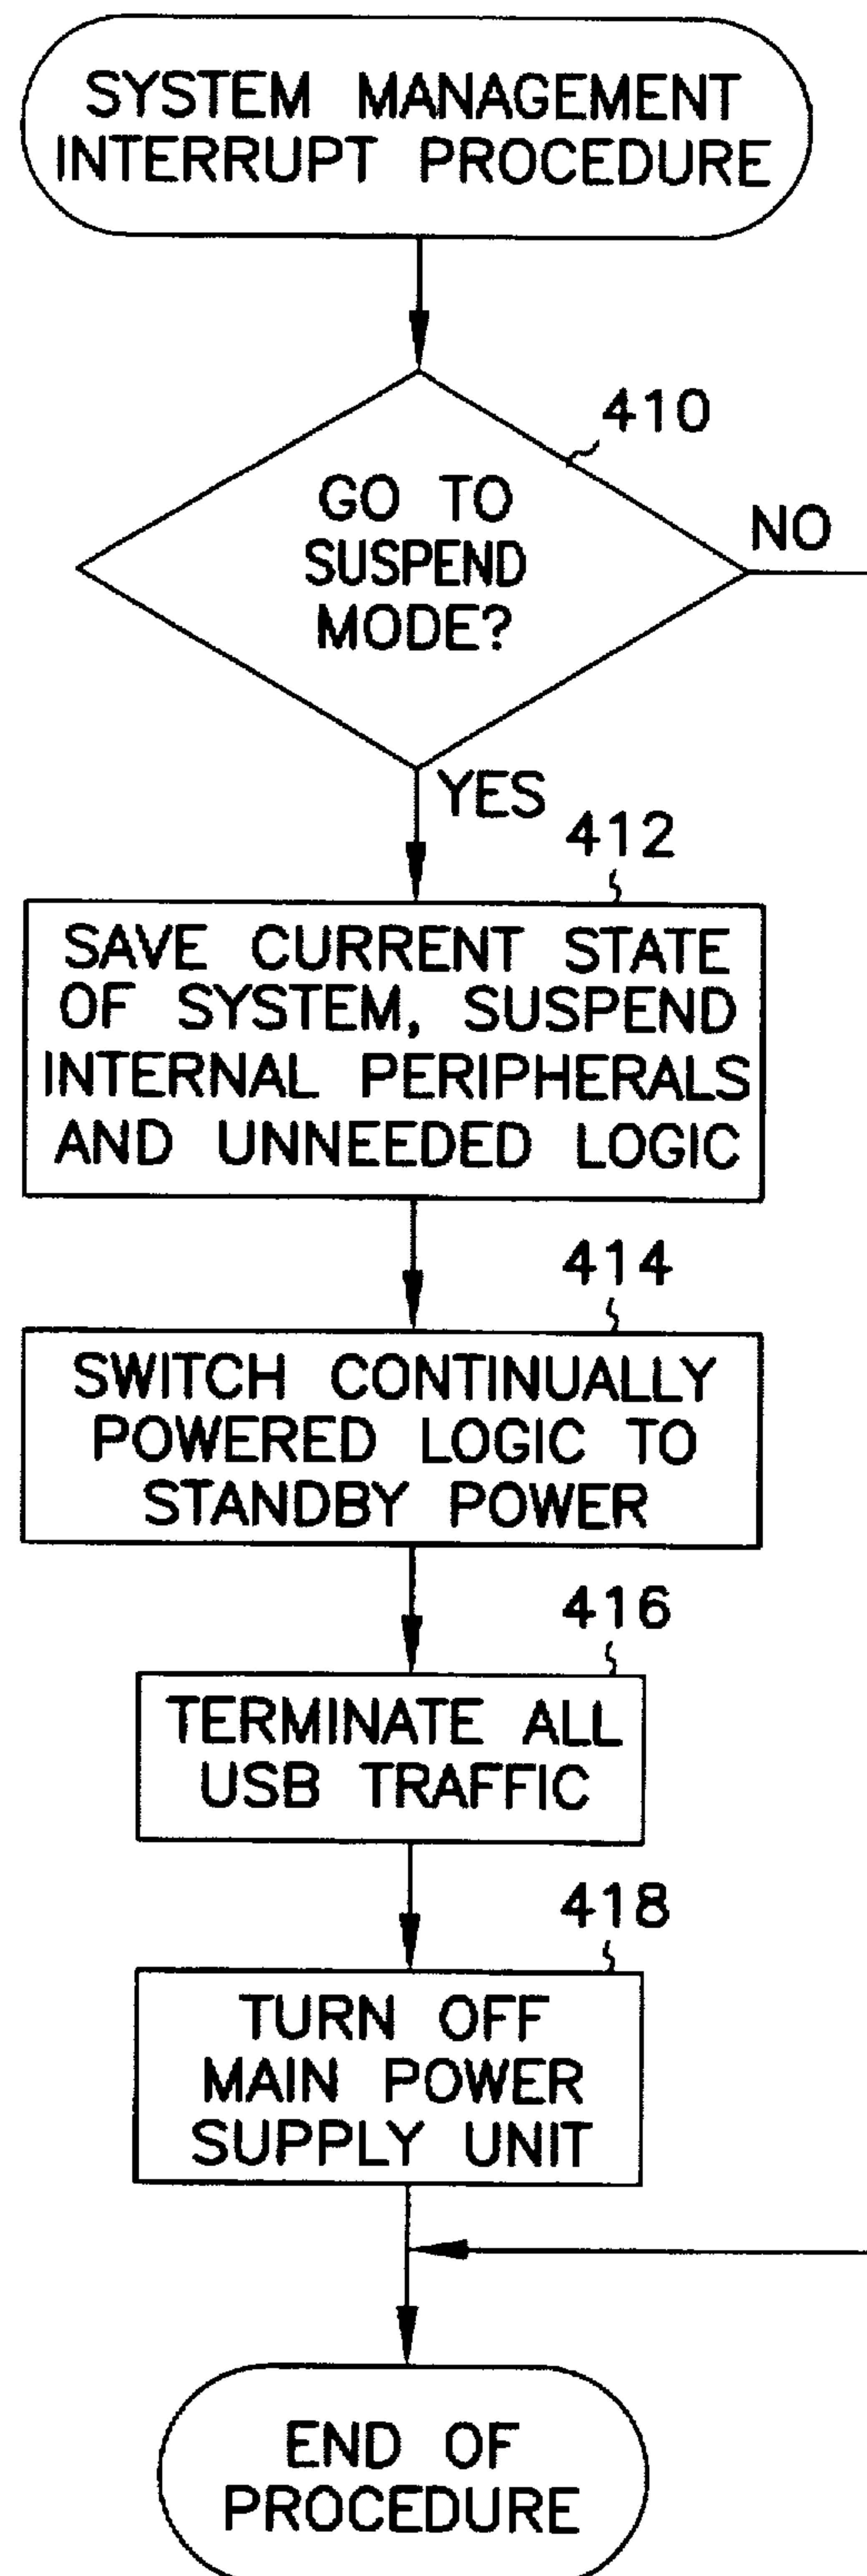 SYSTEM MANAGEMENT
INTERRUPT PROCEDURE
410
GO TO
SUSPEND
MODE?
NO
YES
412
SAVE CURRENT STATE
OF SYSTEM, SUSPEND
INTERNAL PERIPHERALS
AND UNNEEDED LOGIC
414
SWITCH CONTINUALLY
POWERED LOGIC TO
STANDBY POWER
416
TERMINATE ALL
USB TRAFFIC
418
TURN OFF
MAIN POWER
SUPPLY UNIT
END OF
PROCEDURE